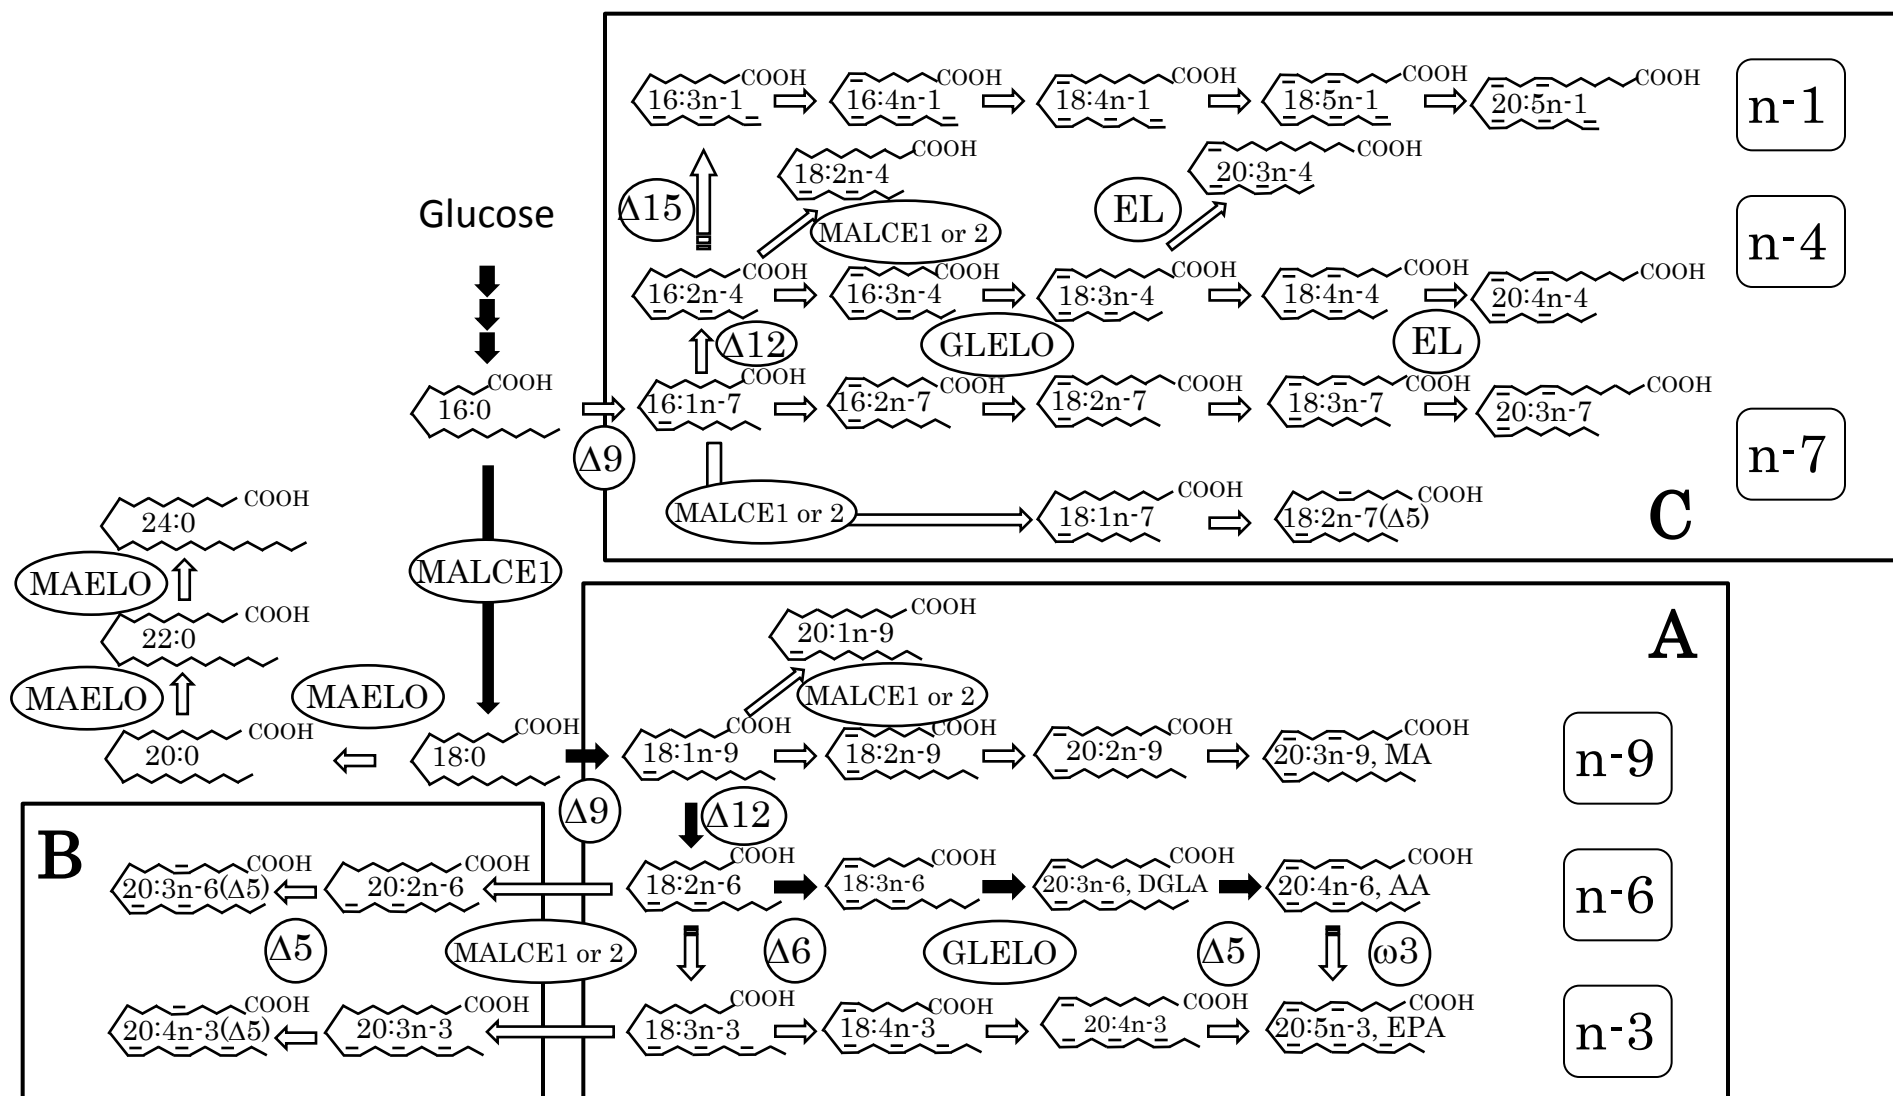 COOH COOH COOH COOH COOH
16:3n-1 16:4n-1 18:4n-1 18:5n-1 20:5n-1
n-1
COOH COOH
18:2n-4 20:3n-4
Δ15 EL
Glucose
MALCE1 or 2
n-4
COOH COOH COOH COOH COOH
16:2n-4 16:3n-4 18:3n-4 18:4n-4 20:4n-4
Δ12 GLELO EL
COOH COOH COOH COOH COOH COOH
16:0 16:1n-7 16:2n-7 18:2n-7 18:3n-7 20:3n-7
Δ9
n-7
COOH COOH COOH
MALCE1 or 2 18:1n-7 18:2n-7(Δ5)
C
COOH
24:0
MAELO MALCE1
COOH
22:0
COOH
20:1n-9
A
MAELO MAELO MALCE1 or 2
COOH COOH COOH COOH COOH COOH
20:0 18:0 18:1n-9 18:2n-9 20:2n-9 20:3n-9, MA
n-9
Δ9 Δ12
B
COOH COOH COOH COOH COOH COOH
20:3n-6(Δ5) 20:2n-6 18:2n-6 18:3n-6 20:3n-6, DGLA 20:4n-6, AA
n-6
Δ5 MALCE1 or 2 Δ6 GLELO Δ5 ω3
COOH COOH COOH COOH COOH COOH
20:4n-3(Δ5) 20:3n-3 18:3n-3 18:4n-3 20:4n-3 20:5n-3, EPA
n-3